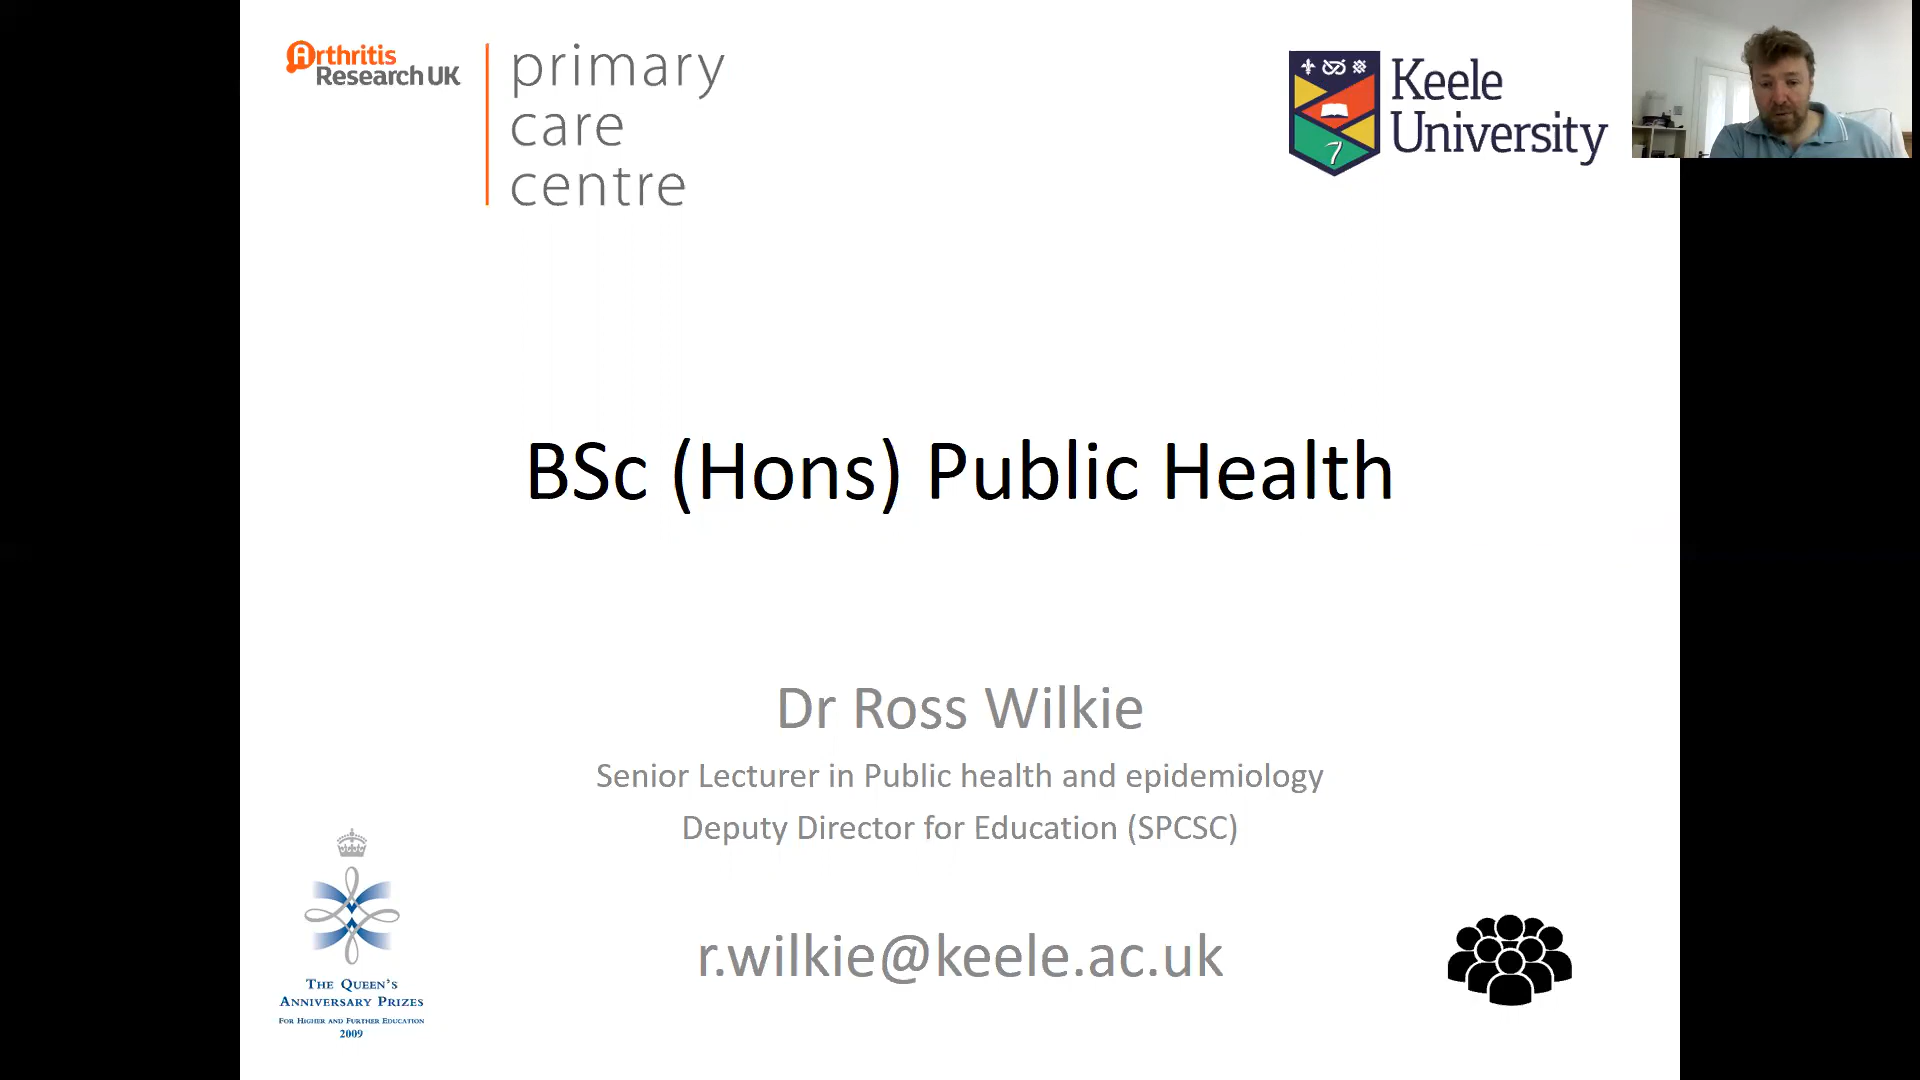 Arthritis
Research UK
primary
care
centre
Keele
University
BSc (Hons) Public Health
Dr Ross Wilkie
Senior Lecturer in Public health and epidemiology
Deputy Director for Education (SPCSC)
r.wilkie@keele.ac.uk
The Queen's
Anniversary Prizes
For Higher and Further Education
2009